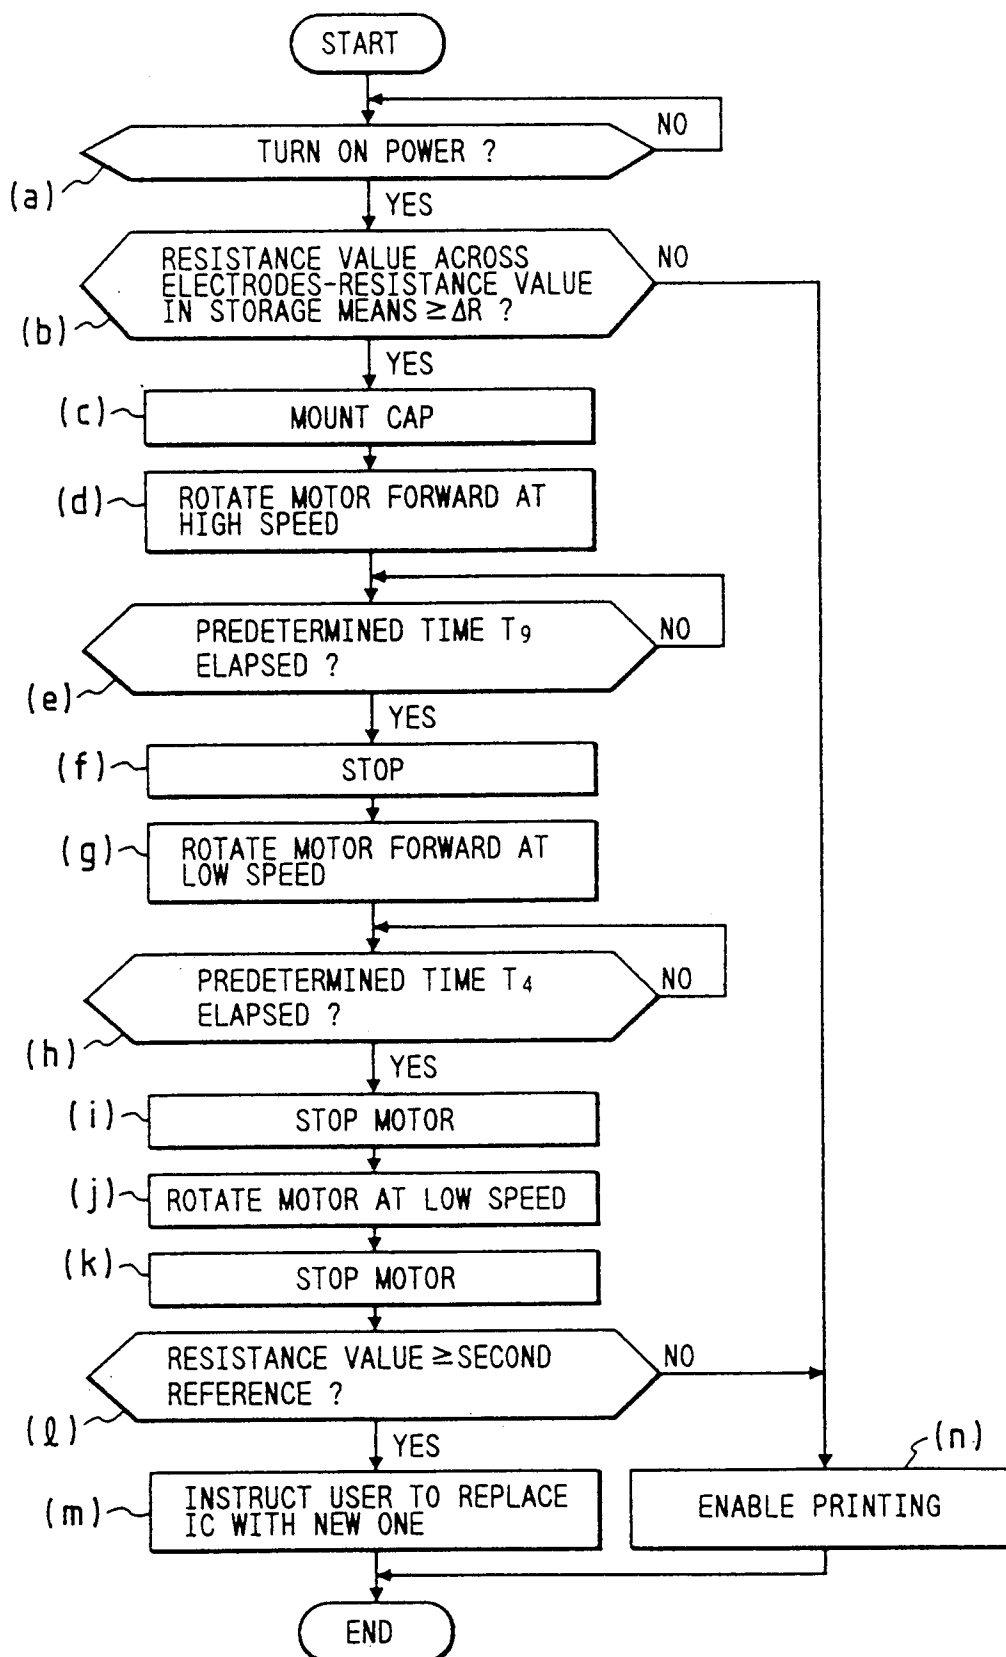 START
NO
TURN ON POWER ?
(a)
YES
RESISTANCE VALUE ACROSS
ELECTRODES-RESISTANCE VALUE
IN STORAGE MEANS ≥ ΔR ?
NO
(b)
YES
(c)
MOUNT CAP
(d)
ROTATE MOTOR FORWARD AT
HIGH SPEED
PREDETERMINED TIME T₉
ELAPSED ?
NO
(e)
YES
(f)
STOP
(g)
ROTATE MOTOR FORWARD AT
LOW SPEED
PREDETERMINED TIME T₄
ELAPSED ?
NO
(h)
YES
(i)
STOP MOTOR
(j)
ROTATE MOTOR AT LOW SPEED
(k)
STOP MOTOR
RESISTANCE VALUE ≥ SECOND
REFERENCE ?
NO
(ℓ)
YES
(m)
INSTRUCT USER TO REPLACE
IC WITH NEW ONE
(n)
ENABLE PRINTING
END